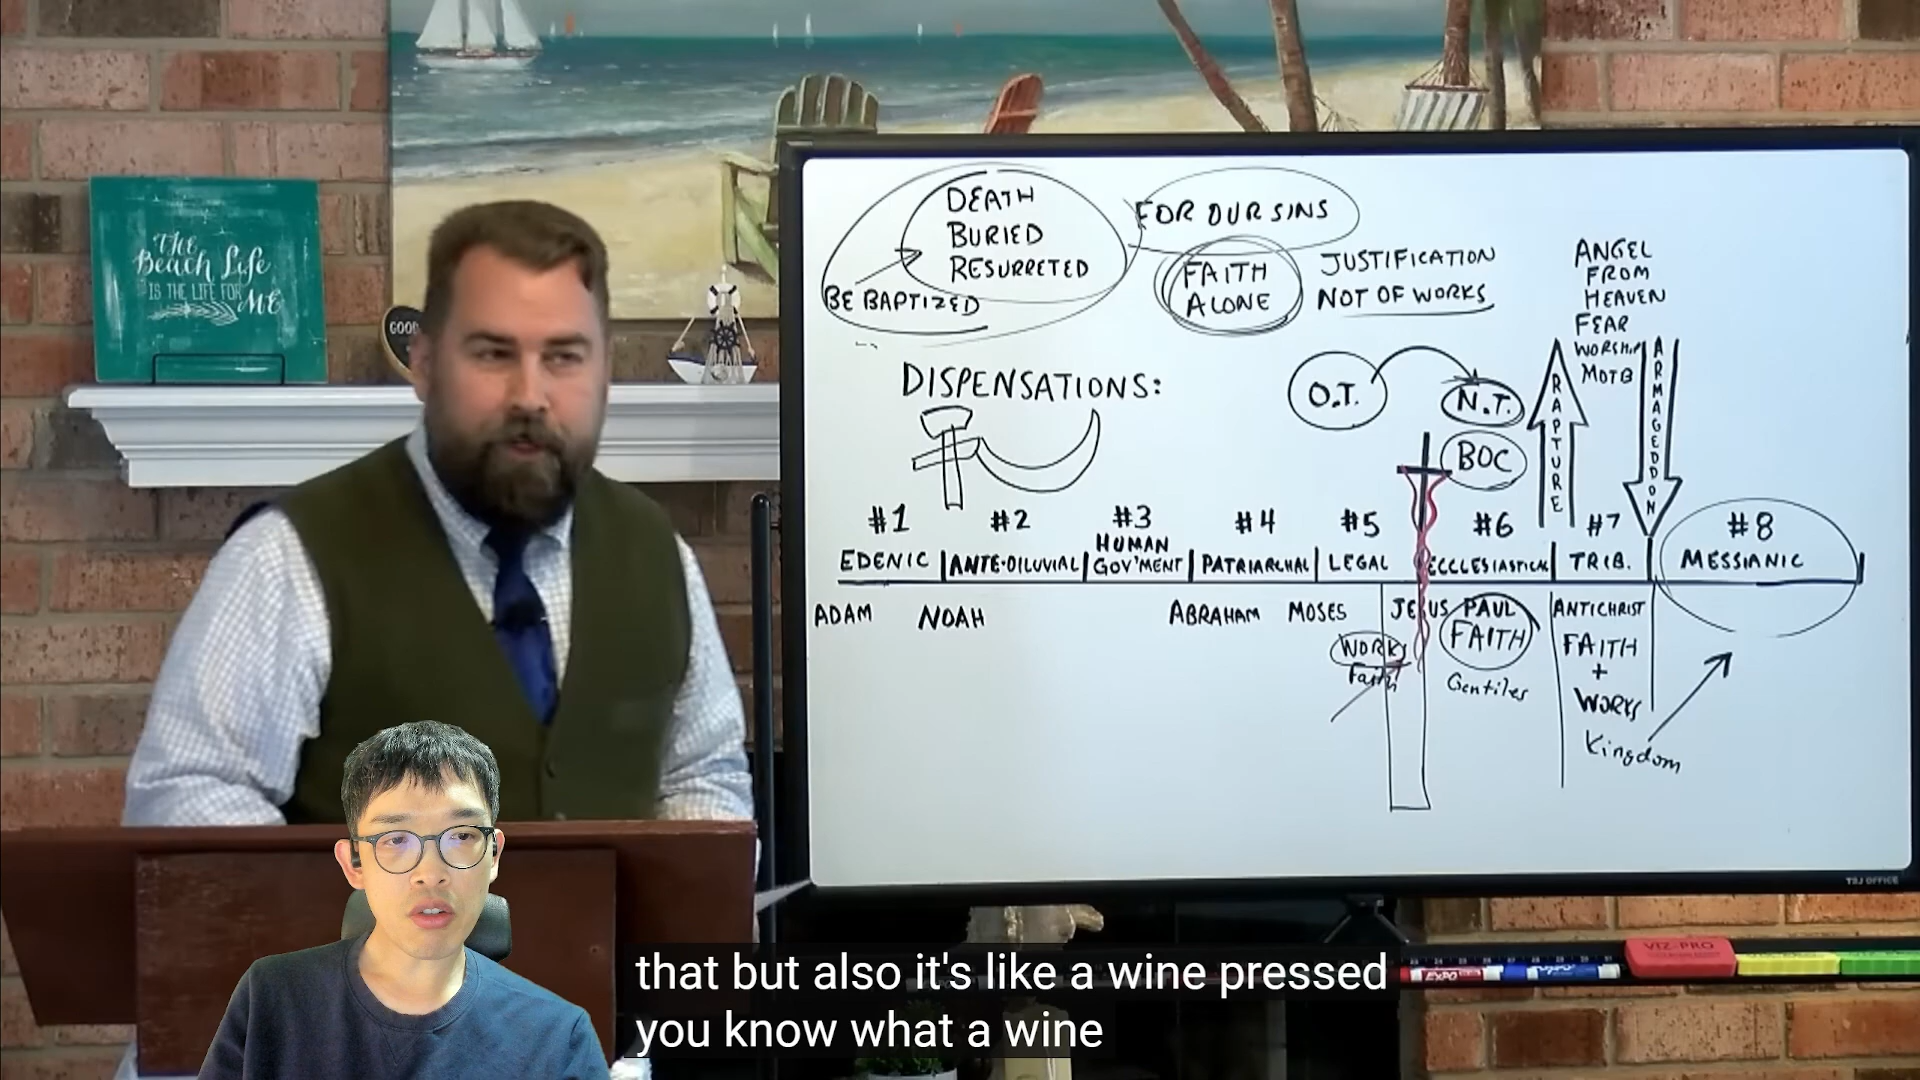 THE
Beach Life
IS THE LIFE FOR
ME
GOOD
DEATH
BURIED
RESURRETED
BE BAPTIZED
FOR OUR SINS
FAITH
ALONE
JUSTIFICATION
NOT OF WORKS
ANGEL
FROM
HEAVEN
FEAR
WORSHIP
MOTB
DISPENSATIONS:
O.T.
N.T.
BOC
RAPTURE
ARMAGEDDON
#1
EDENIC
#2
ANTE-DILUVIAL
#3
HUMAN
GOV'MENT
#4
PATRIARCHAL
#5
LEGAL
#6
ECCLESIASTICAL
#7
TRIB.
#8
MESSIANIC
ADAM
NOAH
ABRAHAM
MOSES
JESUS
PAUL
ANTICHRIST
WORKS
Faith
FAITH
Gentiles
FAITH
+
WORKS
Kingdom
TSJ OFFICE
VIZ-PRO
EXPO
EXPO
that but also it's like a wine pressed
you know what a wine